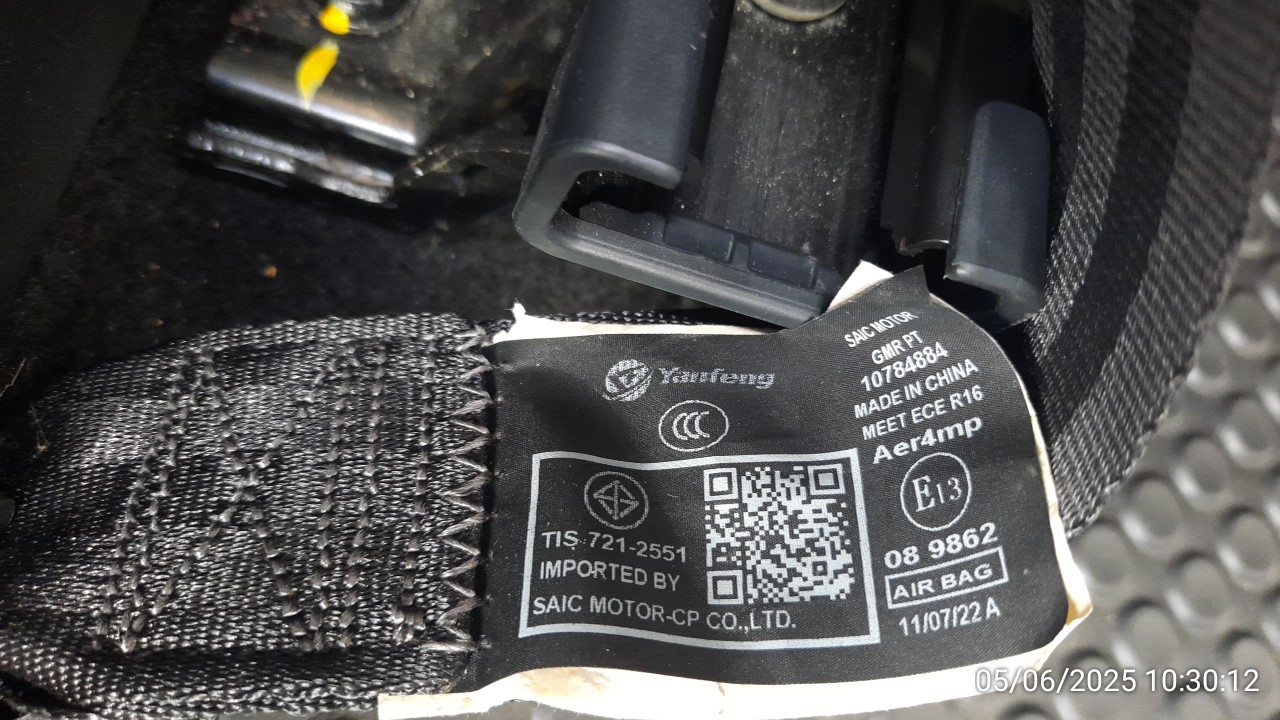 Yanfeng
CCC
TIS 721-2551
IMPORTED BY
SAIC MOTOR-CP CO.,LTD.
SAIC MOTOR
GMR PT
10784884
MADE IN CHINA
MEET ECE R16
Aer4mp
E13
08 9862
AIR BAG
11/07/22 A
05/06/2025 10:30:12